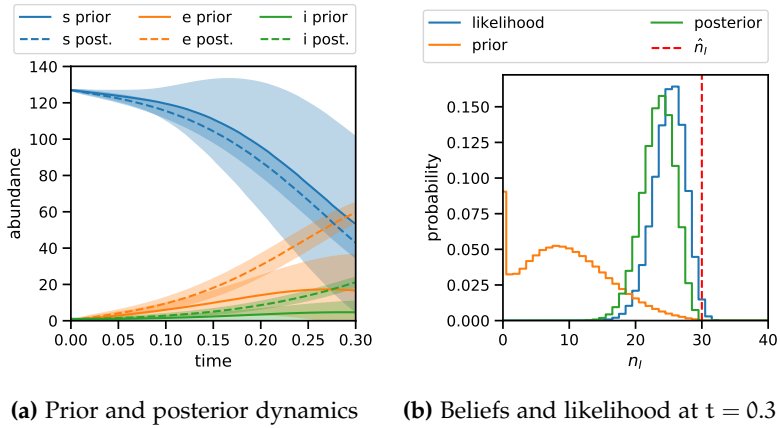 s prior e prior i prior
s post. e post. i post.
140
120
100
80
60
40
20
0
abundance
0.00 0.05 0.10 0.15 0.20 0.25 0.30
time
(a) Prior and posterior dynamics
likelihood posterior
prior n̂_I
0.150
0.125
0.100
0.075
0.050
0.025
0.000
probability
0 10 20 30 40
n_I
(b) Beliefs and likelihood at t = 0.3